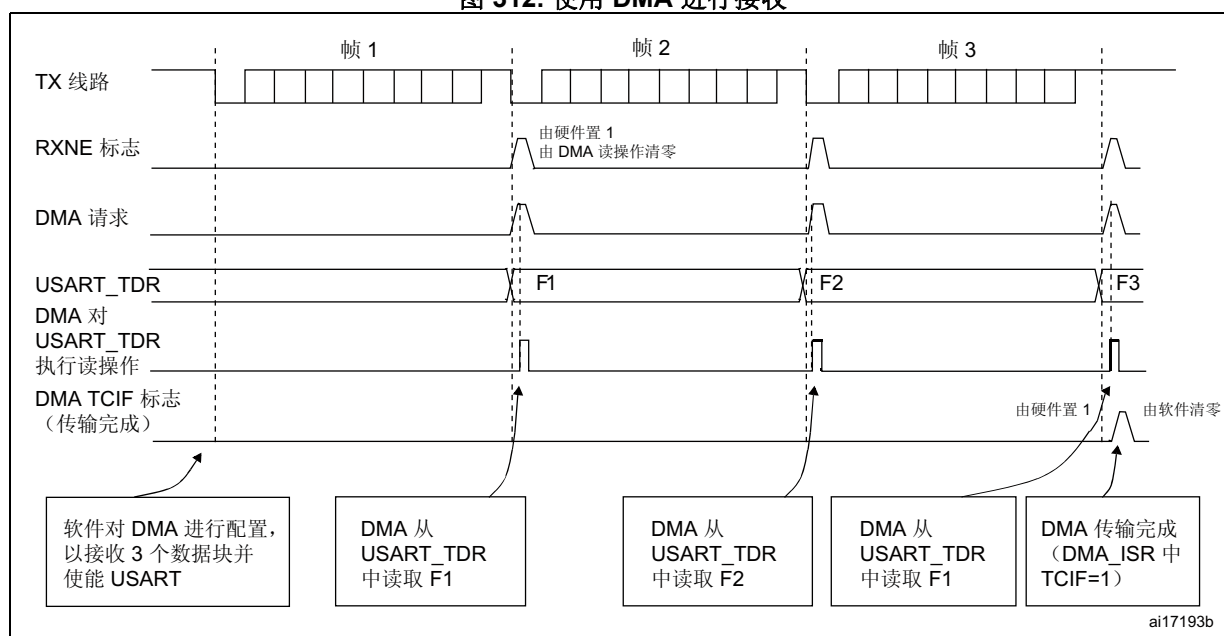 图 312. 使用 DMA 进行接收
帧 1
帧 2
帧 3
TX 线路
RXNE 标志
由硬件置 1
由 DMA 读操作清零
DMA 请求
USART_TDR
F1
F2
F3
DMA 对
USART_TDR
执行读操作
DMA TCIF 标志
（传输完成）
由硬件置 1
由软件清零
软件对 DMA 进行配置，
以接收 3 个数据块并
使能 USART
DMA 从
USART_TDR
中读取 F1
DMA 从
USART_TDR
中读取 F2
DMA 从
USART_TDR
中读取 F1
DMA 传输完成
（DMA_ISR 中
TCIF=1）
ai17193b